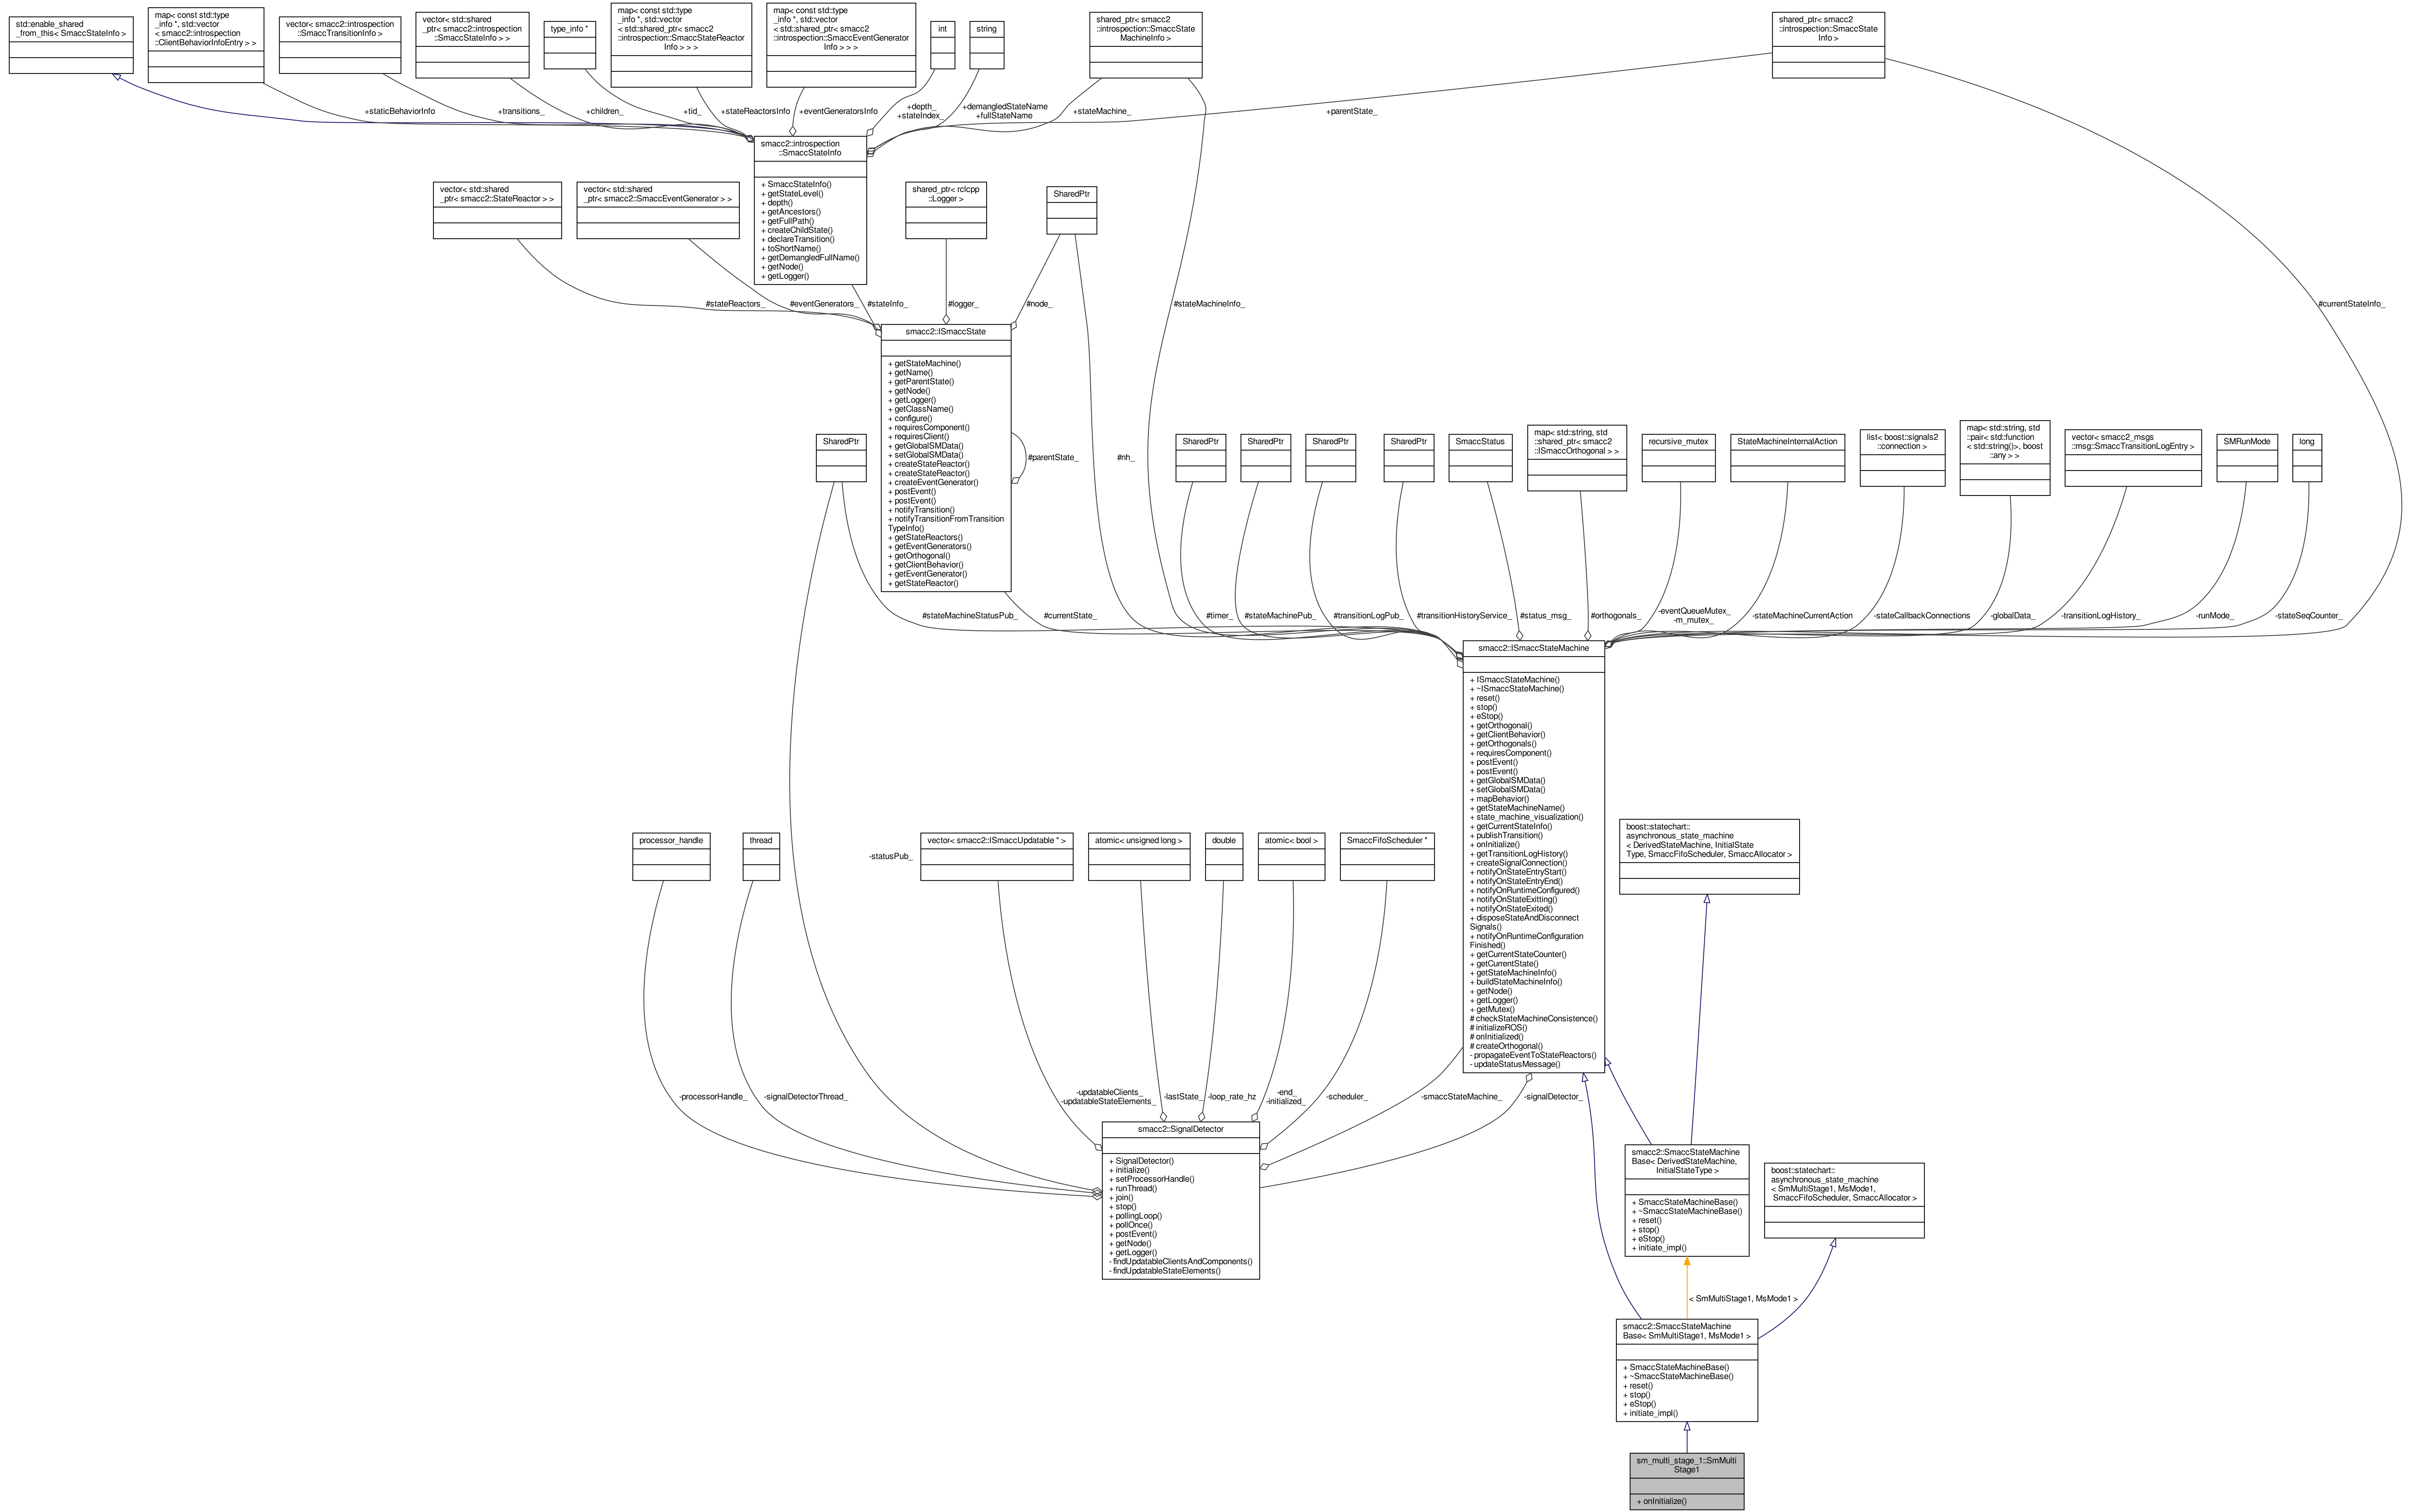 std::enable_shared
_from_this< SmaccStateInfo >
map< const std::type
_info *, std::vector
< smacc2::introspection
::ClientBehaviorInfoEntry > >
vector< smacc2::introspection
::SmaccTransitionInfo >
vector< std::shared
_ptr< smacc2::introspection
::SmaccStateInfo > >
type_info *
map< const std::type
_info *, std::vector
< std::shared_ptr< smacc2
::introspection::SmaccStateReactor
Info > > >
map< const std::type
_info *, std::vector
< std::shared_ptr< smacc2
::introspection::SmaccEventGenerator
Info > > >
int
string
shared_ptr< smacc2
::introspection::SmaccState
MachineInfo >
shared_ptr< smacc2
::introspection::SmaccState
Info >
+staticBehaviorInfo
+transitions_
+children_
+tid_
+stateReactorsInfo
+eventGeneratorsInfo
+depth_
+stateIndex_
+demangledStateName
+fullStateName
+stateMachine_
+parentState_
smacc2::introspection
::SmaccStateInfo
+ SmaccStateInfo()
+ getStateLevel()
+ depth()
+ getAncestors()
+ getFullPath()
+ createChildState()
+ declareTransition()
+ toShortName()
+ getDemangledFullName()
+ getNode()
+ getLogger()
vector< std::shared
_ptr< smacc2::StateReactor > >
vector< std::shared
_ptr< smacc2::SmaccEventGenerator > >
shared_ptr< rclcpp
::Logger >
SharedPtr
#stateReactors_
#eventGenerators_
#stateInfo_
#logger_
#node_
#stateMachineInfo_
#currentStateInfo_
smacc2::ISmaccState
+ getStateMachine()
+ getName()
+ getParentState()
+ getNode()
+ getLogger()
+ getClassName()
+ configure()
+ requiresComponent()
+ requiresClient()
+ getGlobalSMData()
+ setGlobalSMData()
+ createStateReactor()
+ createStateReactor()
+ createEventGenerator()
+ postEvent()
+ postEvent()
+ notifyTransition()
+ notifyTransitionFromTransition
TypeInfo()
+ getStateReactors()
+ getEventGenerators()
+ getOrthogonal()
+ getClientBehavior()
+ getEventGenerator()
+ getStateReactor()
#parentState_
#nh_
SharedPtr
SharedPtr
SharedPtr
SharedPtr
SharedPtr
SmaccStatus
map< std::string, std
::shared_ptr< smacc2
::ISmaccOrthogonal > >
recursive_mutex
StateMachineInternalAction
list< boost::signals2
::connection >
map< std::string, std
::pair< std::function
< std::string()>, boost
::any > >
vector< smacc2_msgs
::msg::SmaccTransitionLogEntry >
SMRunMode
long
#stateMachineStatusPub_
#currentState_
#timer_
#stateMachinePub_
#transitionLogPub_
#transitionHistoryService_
#status_msg_
#orthogonals_
-eventQueueMutex_
-m_mutex_
-stateMachineCurrentAction
-stateCallbackConnections
-globalData_
-transitionLogHistory_
-runMode_
-stateSeqCounter_
smacc2::ISmaccStateMachine
+ ISmaccStateMachine()
+ ~ISmaccStateMachine()
+ reset()
+ stop()
+ eStop()
+ getOrthogonal()
+ getClientBehavior()
+ getOrthogonals()
+ requiresComponent()
+ postEvent()
+ postEvent()
+ getGlobalSMData()
+ setGlobalSMData()
+ mapBehavior()
+ getStateMachineName()
+ state_machine_visualization()
+ getCurrentStateInfo()
+ publishTransition()
+ onInitialize()
+ getTransitionLogHistory()
+ createSignalConnection()
+ notifyOnStateEntryStart()
+ notifyOnStateEntryEnd()
+ notifyOnRuntimeConfigured()
+ notifyOnStateExitting()
+ notifyOnStateExited()
+ disposeStateAndDisconnect
Signals()
+ notifyOnRuntimeConfiguration
Finished()
+ getCurrentStateCounter()
+ getCurrentState()
+ getStateMachineInfo()
+ buildStateMachineInfo()
+ getNode()
+ getLogger()
+ getMutex()
# checkStateMachineConsistence()
# initializeROS()
# onInitialized()
# createOrthogonal()
- propagateEventToStateReactors()
- updateStatusMessage()
processor_handle
thread
-statusPub_
vector< smacc2::ISmaccUpdatable * >
atomic< unsigned long >
double
atomic< bool >
SmaccFifoScheduler *
boost::statechart::
asynchronous_state_machine
< DerivedStateMachine, InitialState
Type, SmaccFifoScheduler, SmaccAllocator >
-processorHandle_
-signalDetectorThread_
-updatableClients_
-updatableStateElements_
-lastState_
-loop_rate_hz
-end_
-initialized_
-scheduler_
-smaccStateMachine_
-signalDetector_
smacc2::SignalDetector
+ SignalDetector()
+ initialize()
+ setProcessorHandle()
+ runThread()
+ join()
+ stop()
+ pollingLoop()
+ pollOnce()
+ postEvent()
+ getNode()
+ getLogger()
- findUpdatableClientsAndComponents()
- findUpdatableStateElements()
smacc2::SmaccStateMachine
Base< DerivedStateMachine,
InitialStateType >
+ SmaccStateMachineBase()
+ ~SmaccStateMachineBase()
+ reset()
+ stop()
+ eStop()
+ initiate_impl()
boost::statechart::
asynchronous_state_machine
< SmMultiStage1, MsMode1,
SmaccFifoScheduler, SmaccAllocator >
< SmMultiStage1, MsMode1 >
smacc2::SmaccStateMachine
Base< SmMultiStage1, MsMode1 >
+ SmaccStateMachineBase()
+ ~SmaccStateMachineBase()
+ reset()
+ stop()
+ eStop()
+ initiate_impl()
sm_multi_stage_1::SmMulti
Stage1
+ onInitialize()